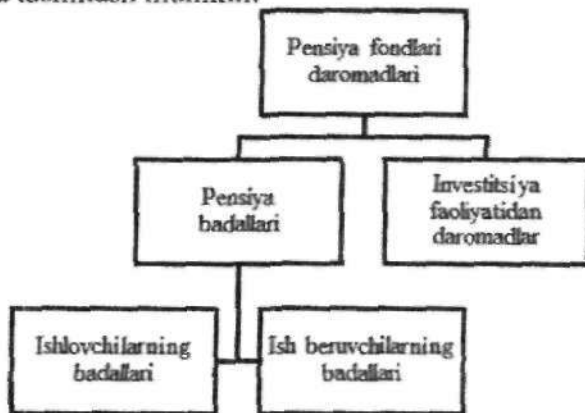 Pensiya fondlari
daromadlari
Pensiya
badallari
Investitsiya
faoliyatidan
daromadlar
Ishlovchilarning
badallari
Ish beruvchilarning
badallari